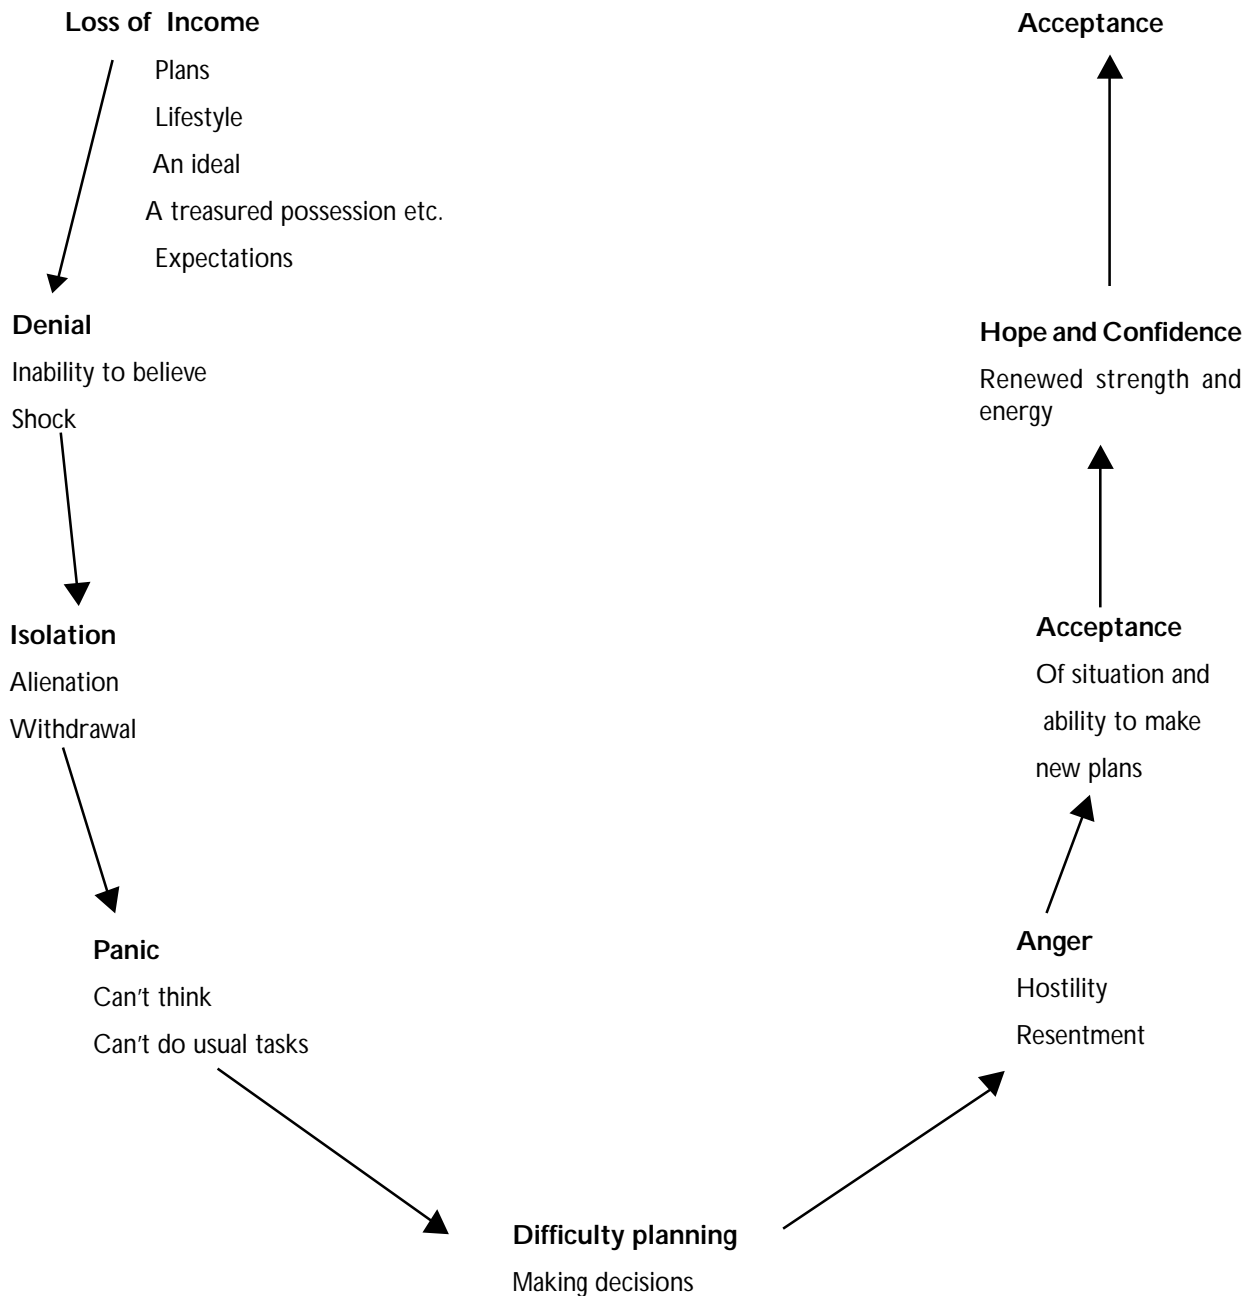 Loss of Income
Plans
Lifestyle
An ideal
A treasured possession etc.
Expectations
Denial
Inability to believe
Shock
Isolation
Alienation
Withdrawal
Panic
Can't think
Can't do usual tasks
Difficulty planning
Making decisions
Anger
Hostility
Resentment
Acceptance
Of situation and
ability to make
new plans
Hope and Confidence
Renewed strength and
energy
Acceptance